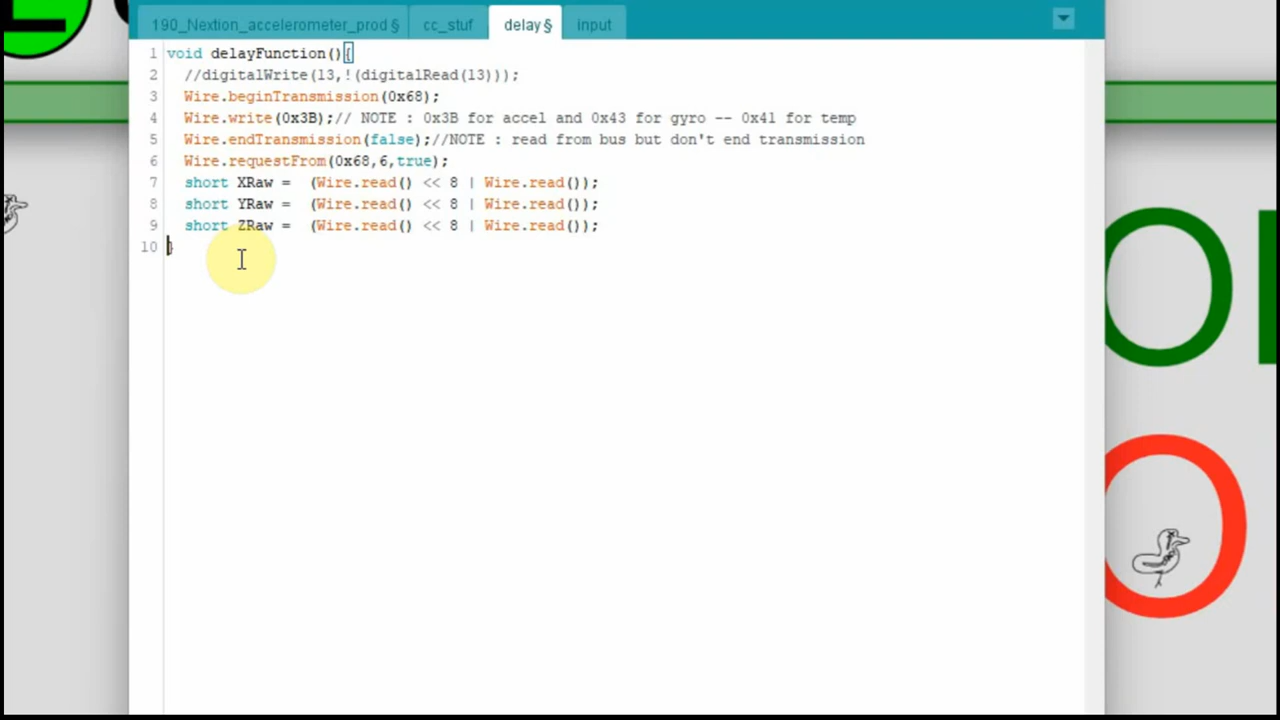 190_Nextion_accelerometer_prod § cc_stuf delay § input
1 void delayFunction(){
2 //digitalWrite(13,!(digitalRead(13)));
3 Wire.beginTransmission(0x68);
4 Wire.write(0x3B);// NOTE : 0x3B for accel and 0x43 for gyro -- 0x41 for temp
5 Wire.endTransmission(false);//NOTE : read from bus but don't end transmission
6 Wire.requestFrom(0x68,6,true);
7 short XRaw =  (Wire.read() << 8 | Wire.read());
8 short YRaw =  (Wire.read() << 8 | Wire.read());
9 short ZRaw =  (Wire.read() << 8 | Wire.read());
10 }